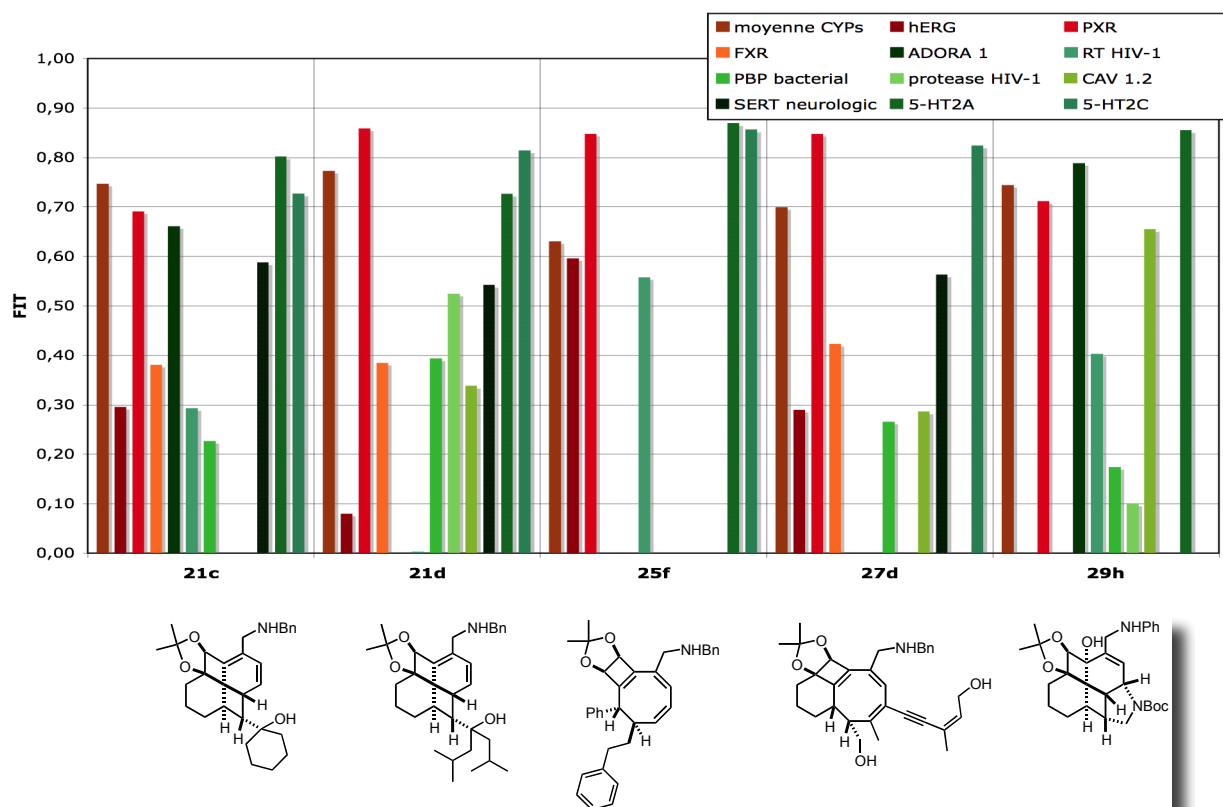 moyenne CYPs hERG PXR
FXR ADORA 1 RT HIV-1
PBP bacterial protease HIV-1 CAV 1.2
SERT neurologic 5-HT2A 5-HT2C
1,00
0,90
0,80
0,70
0,60
0,50
0,40
0,30
0,20
0,10
0,00
FIT
21c 21d 25f 27d 29h
O O NHBn OH H H
O O NHBn OH H H
O O NHBn Ph H H
O O NHBn OH H H OH
O O OH NHPh H H NBoc H